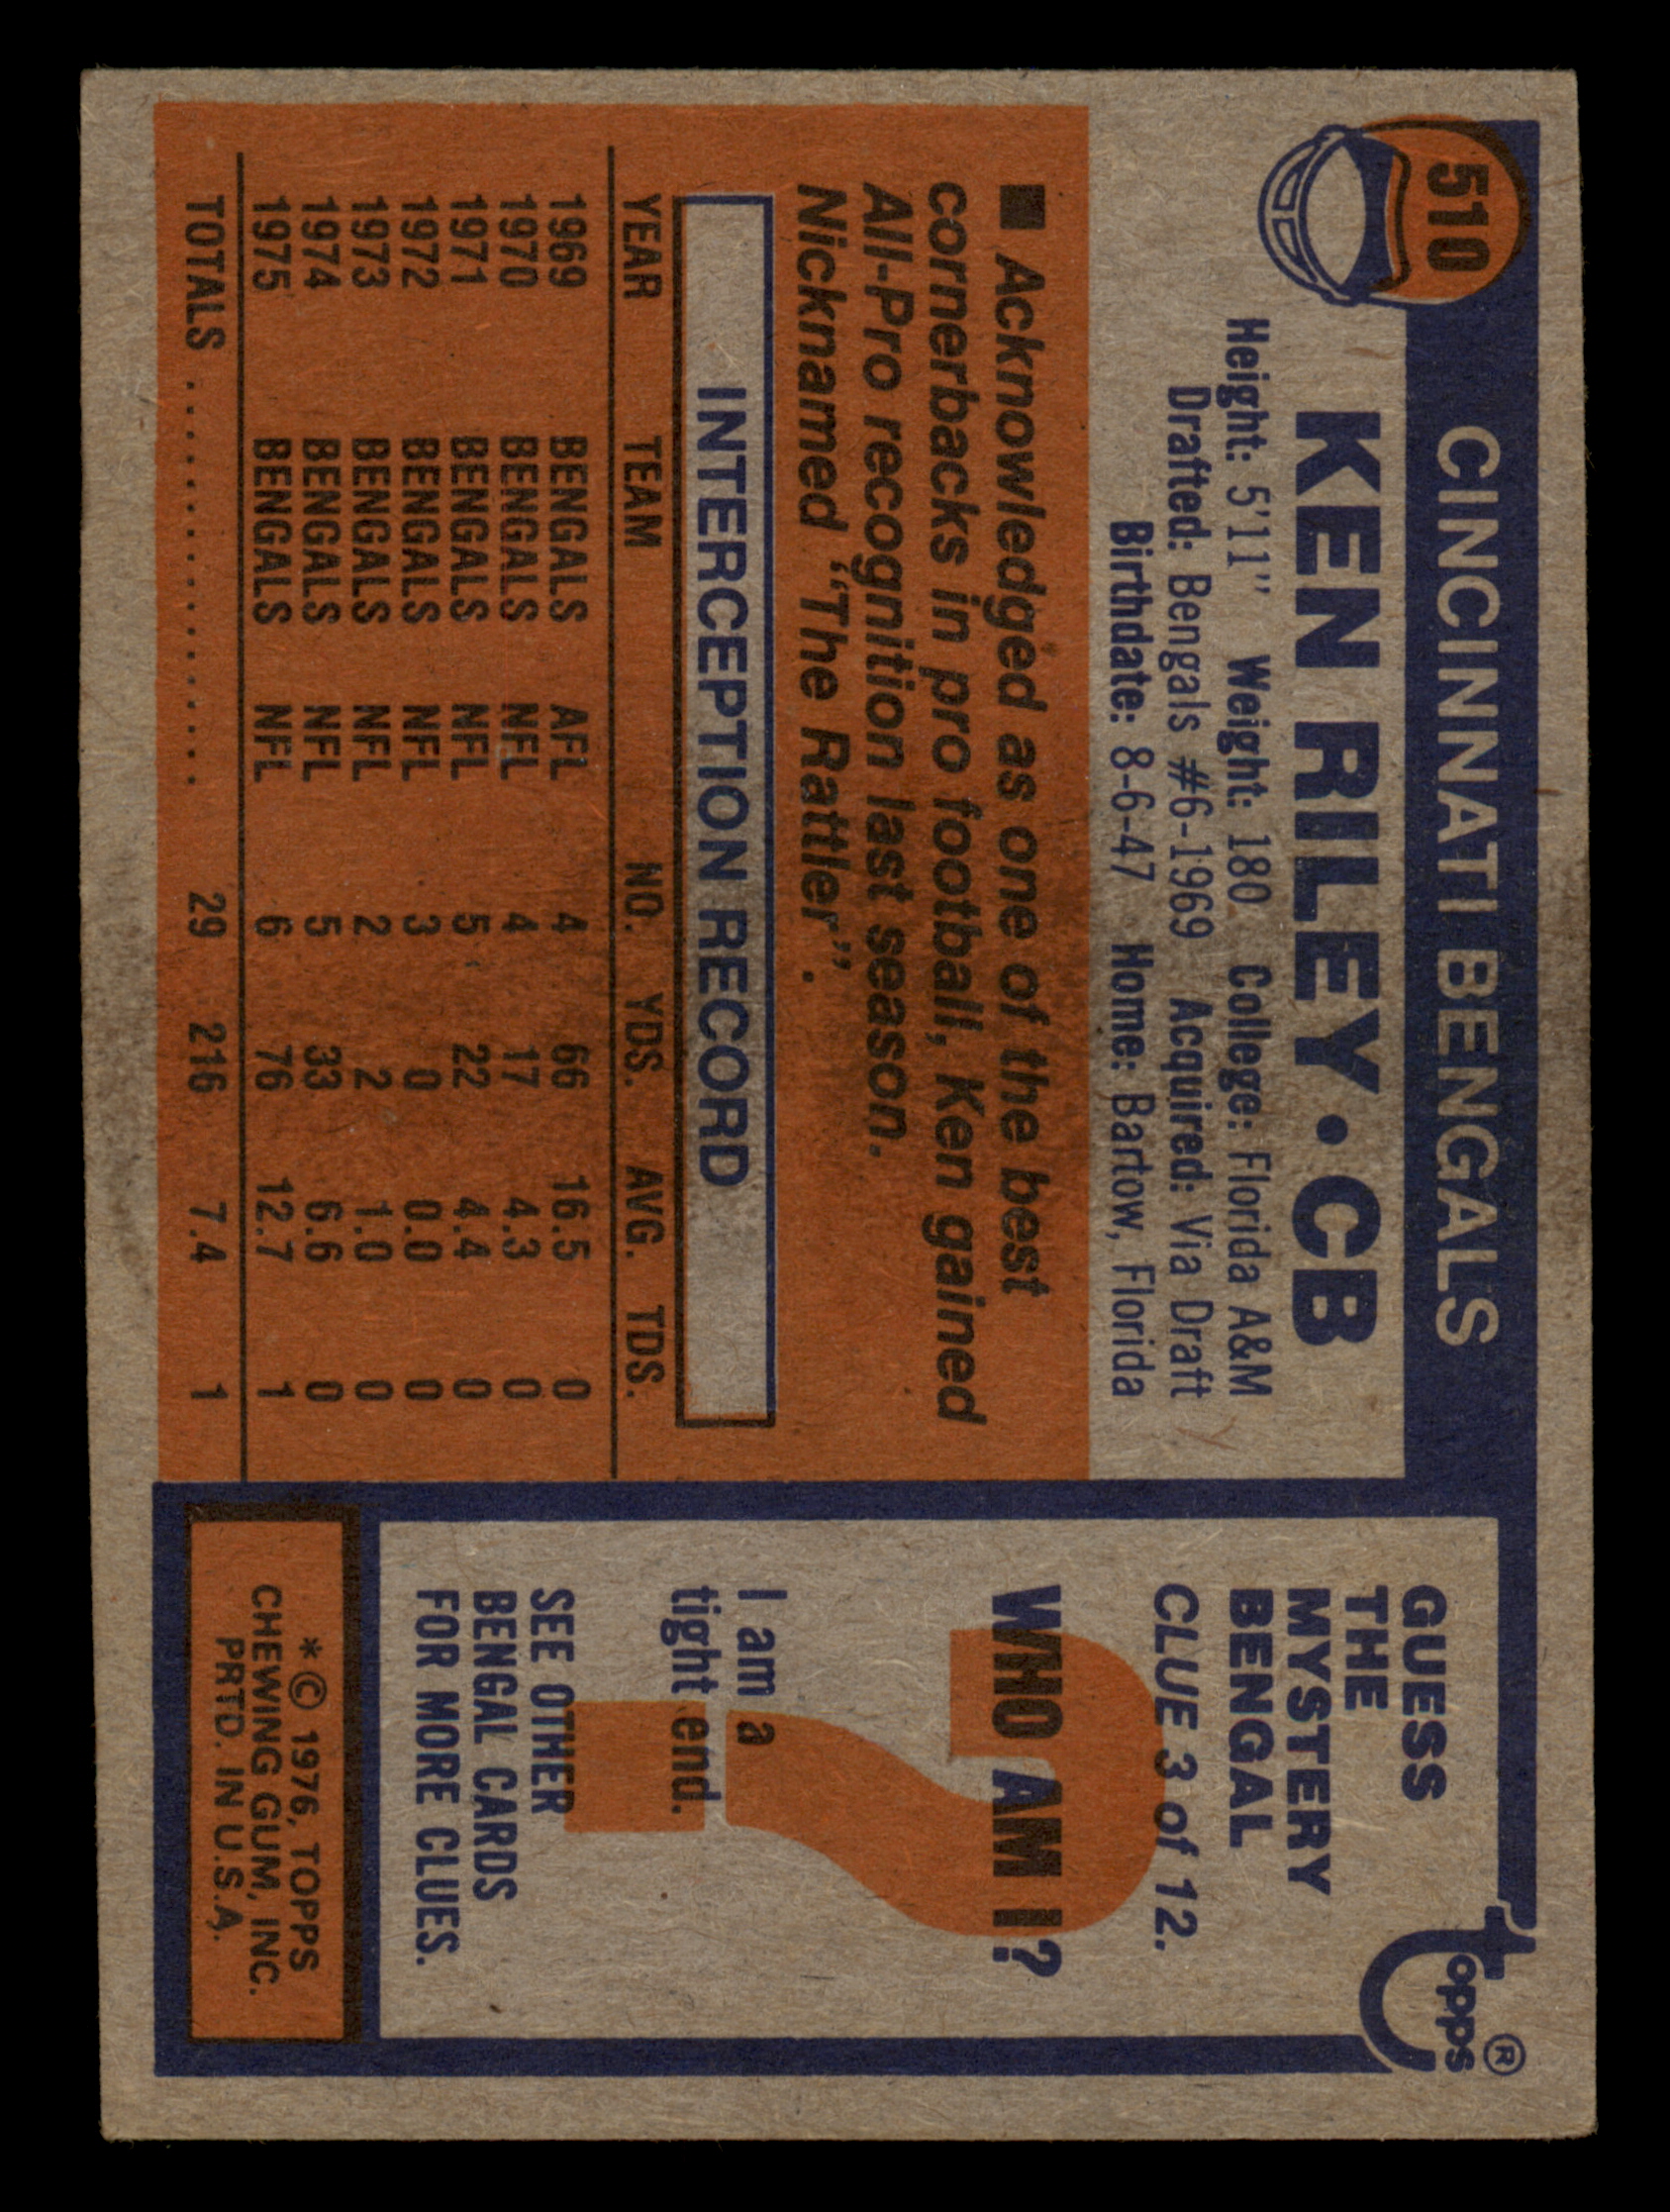 510
CINCINNATI BENGALS
KEN RILEY • CB
Height: 5'11" Weight: 180 College: Florida A&M
Drafted: Bengals #6-1969 Acquired: Via Draft
Birthdate: 8-6-47 Home: Bartow, Florida
■ Acknowledged as one of the best
cornerbacks in pro football, Ken gained
All-Pro recognition last season.
Nicknamed "The Rattler".
INTERCEPTION RECORD
YEAR TEAM NO. YDS. AVG. TDS.
1969 BENGALS AFL 4 66 16.5 0
1970 BENGALS NFL 4 17 4.3 0
1971 BENGALS NFL 5 22 4.4 0
1972 BENGALS NFL 3 0 0.0 0
1973 BENGALS NFL 2 2 1.0 0
1974 BENGALS NFL 5 33 6.6 0
1975 BENGALS NFL 6 76 12.7 1
TOTALS .............. 29 216 7.4 1
topps®
GUESS
THE
MYSTERY
BENGAL
CLUE 3 of 12.
?
WHO AM I?
I am a
tight end.
SEE OTHER
BENGAL CARDS
FOR MORE CLUES.
* © 1976, TOPPS
CHEWING GUM, INC.
PRTD. IN U.S.A.